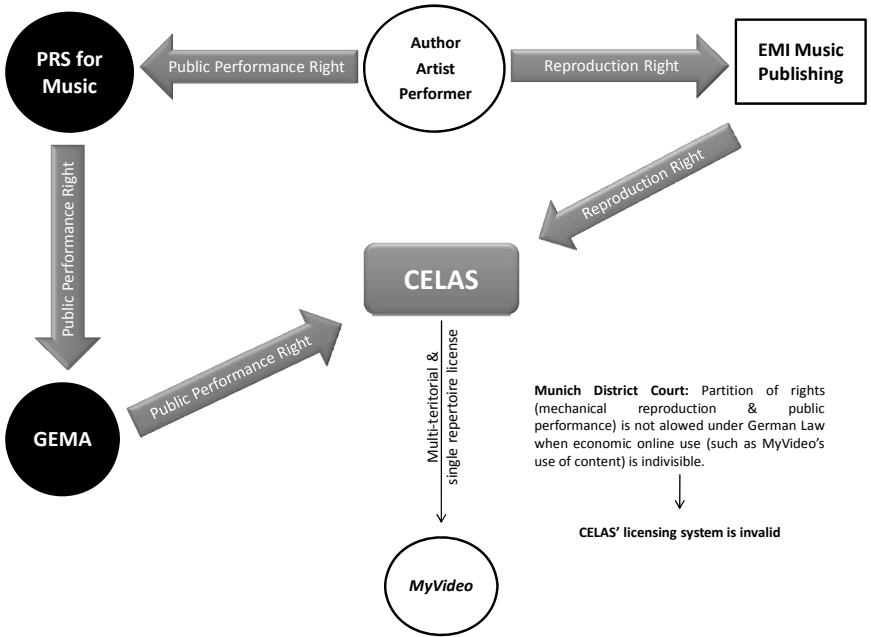 PRS for
Music
Public Performance Right
Author
Artist
Performer
Reproduction Right
EMI Music
Publishing
Public Performance Right
Reproduction Right
CELAS
Public Performance Right
GEMA
Multi-teritorial &
single repertoire license
Munich District Court: Partition of rights
(mechanical reproduction & public
performance) is not alowed under German Law
when economic online use (such as MyVideo's
use of content) is indivisible.
CELAS' licensing system is invalid
MyVideo